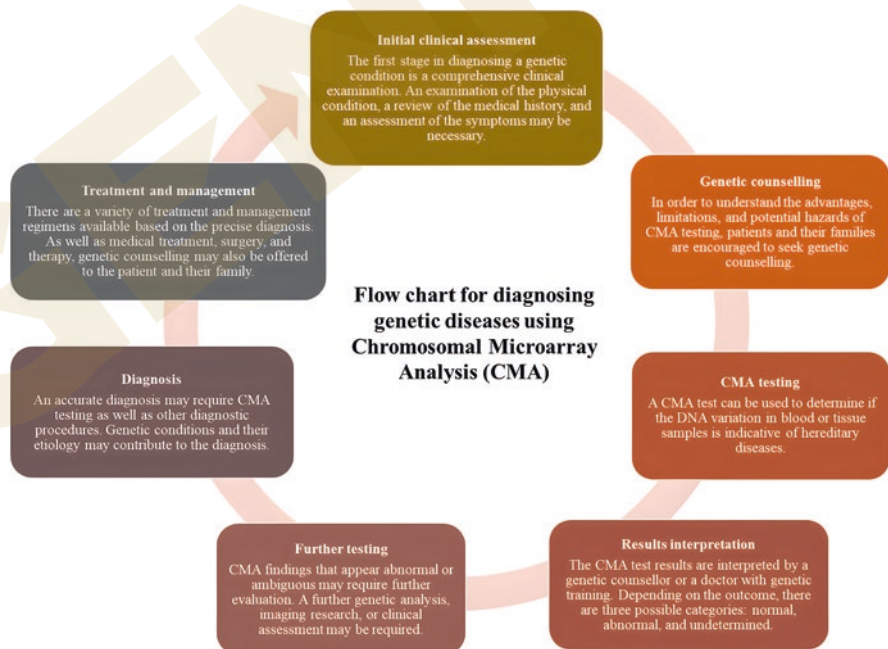 Initial clinical assessment
The first stage in diagnosing a genetic
condition is a comprehensive clinical
examination. An examination of the physical
condition, a review of the medical history, and
an assessment of the symptoms may be
necessary.
Genetic counselling
In order to understand the advantages,
limitations, and potential hazards of
CMA testing, patients and their families
are encouraged to seek genetic
counselling.
CMA testing
A CMA test can be used to determine if
the DNA variation in blood or tissue
samples is indicative of hereditary
diseases.
Results interpretation
The CMA test results are interpreted by a
genetic counsellor or a doctor with genetic
training. Depending on the outcome, there
are three possible categories: normal,
abnormal, and undetermined.
Further testing
CMA findings that appear abnormal or
ambiguous may require further
evaluation. A further genetic analysis,
imaging research, or clinical
assessment may be required.
Diagnosis
An accurate diagnosis may require CMA
testing as well as other diagnostic
procedures. Genetic conditions and their
etiology may contribute to the diagnosis.
Treatment and management
There are a variety of treatment and management
regimens available based on the precise diagnosis.
As well as medical treatment, surgery, and
therapy, genetic counselling may also be offered
to the patient and their family.
Flow chart for diagnosing
genetic diseases using
Chromosomal Microarray
Analysis (CMA)